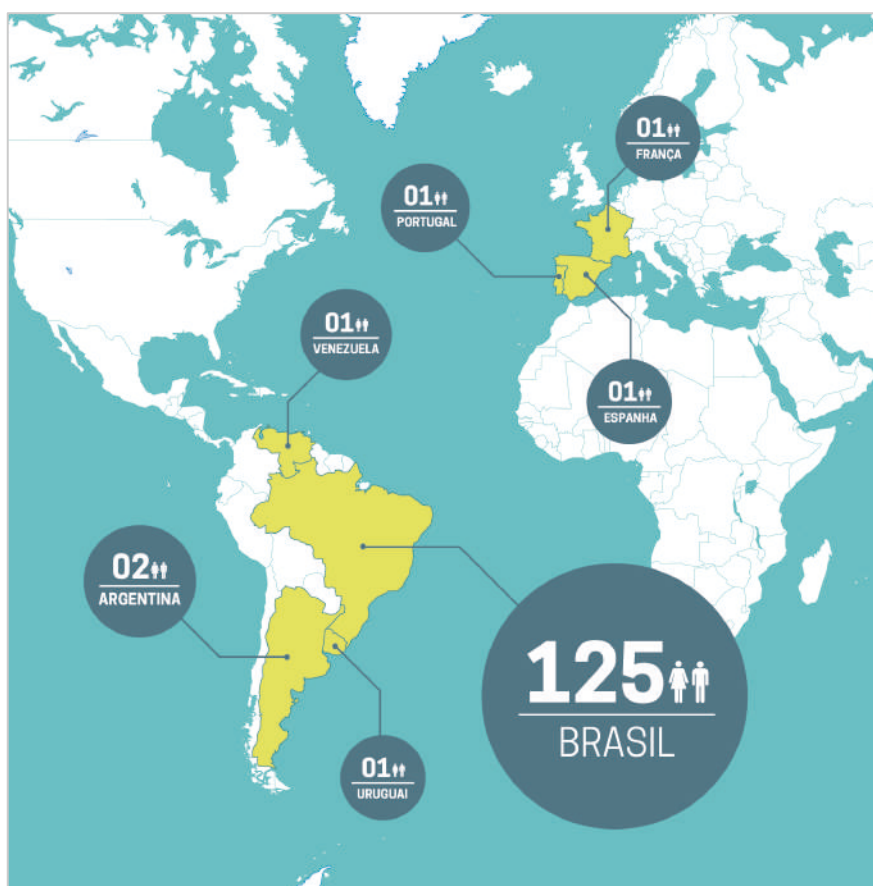 01
FRANÇA
01
PORTUGAL
01
VENEZUELA
01
ESPANHA
02
ARGENTINA
125
BRASIL
01
URUGUAI